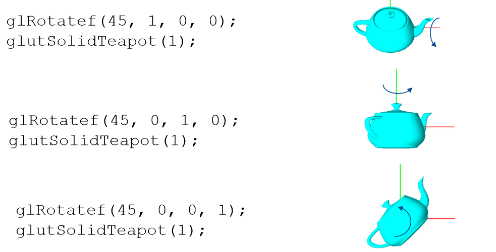 glRotatef(45, 1, 0, 0);
glutSolidTeapot(1);
glRotatef(45, 0, 1, 0);
glutSolidTeapot(1);
glRotatef(45, 0, 0, 1);
glutSolidTeapot(1);